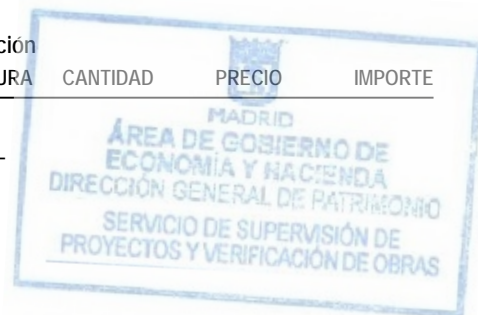 ción
URA CANTIDAD PRECIO IMPORTE
MADRID
ÁREA DE GOBIERNO DE
ECONOMÍA Y HACIENDA
DIRECCIÓN GENERAL DE PATRIMONIO
SERVICIO DE SUPERVISIÓN DE
PROYECTOS Y VERIFICACIÓN DE OBRAS